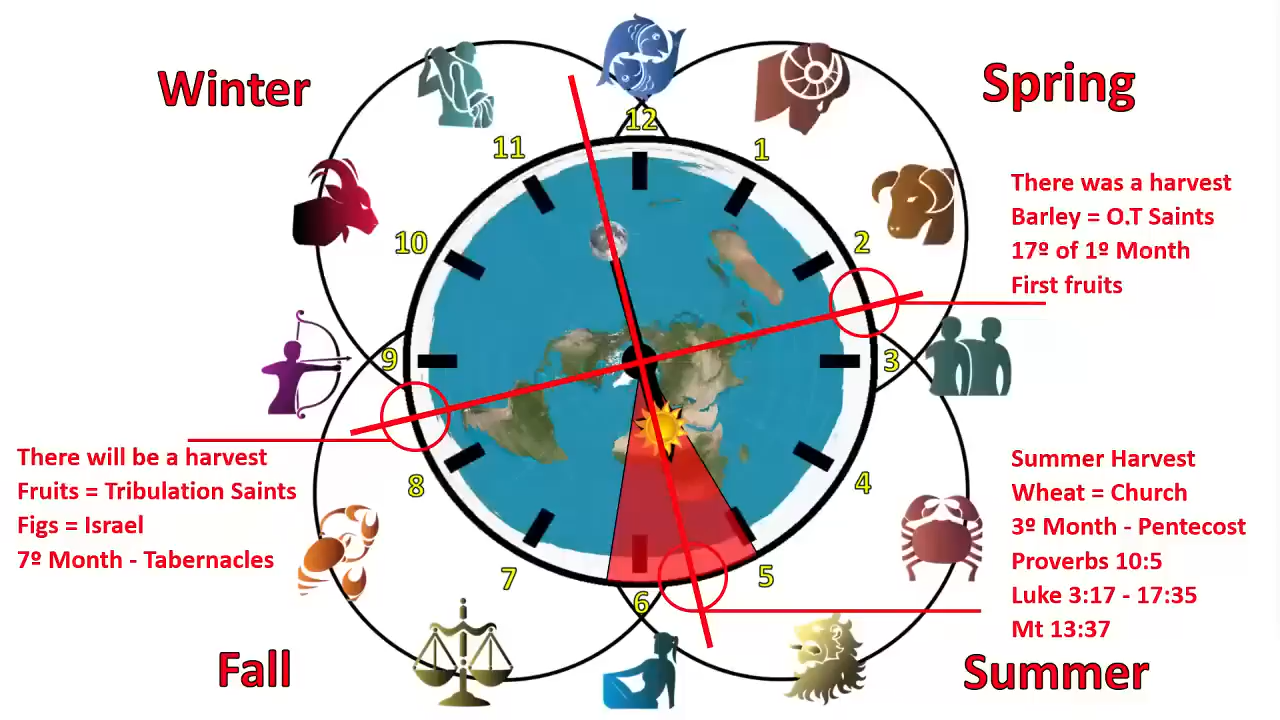 Winter
Spring
12
11
1
10
2
9
3
8
4
7
5
6
There was a harvest
Barley = O.T Saints
17º of 1º Month
First fruits
There will be a harvest
Fruits = Tribulation Saints
Figs = Israel
7º Month - Tabernacles
Summer Harvest
Wheat = Church
3º Month - Pentecost
Proverbs 10:5
Luke 3:17 - 17:35
Mt 13:37
Fall
Summer